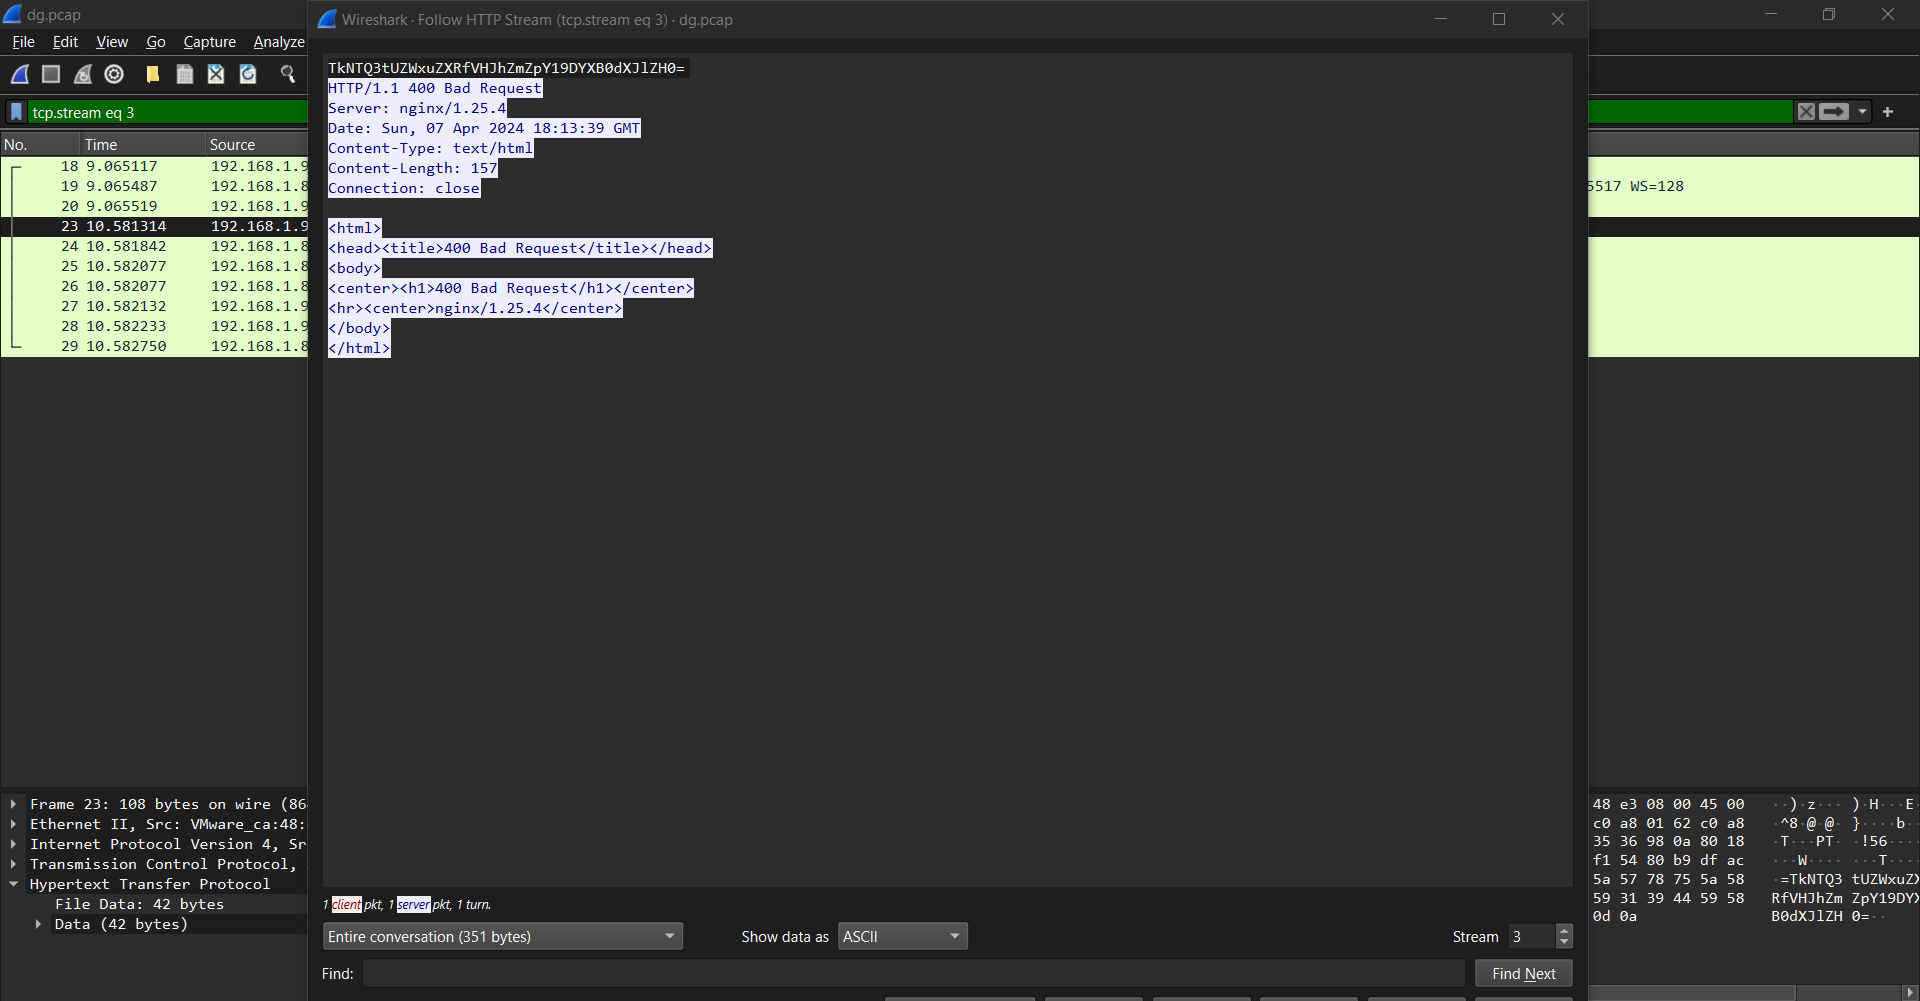 dg.pcap
Wireshark · Follow HTTP Stream (tcp.stream eq 3) · dg.pcap
File Edit View Go Capture Analyze
tcp.stream eq 3
No. Time Source
18 9.065117 192.168.1.9
19 9.065487 192.168.1.8
5517 WS=128
20 9.065519 192.168.1.9
23 10.581314 192.168.1.9
24 10.581842 192.168.1.8
25 10.582077 192.168.1.8
26 10.582077 192.168.1.8
27 10.582132 192.168.1.9
28 10.582233 192.168.1.9
29 10.582750 192.168.1.8
TkNTQ3tUZWxuZXRfVHJhZmZpY19DYXB0dXJlZH0=
HTTP/1.1 400 Bad Request
Server: nginx/1.25.4
Date: Sun, 07 Apr 2024 18:13:39 GMT
Content-Type: text/html
Content-Length: 157
Connection: close
<html>
<head><title>400 Bad Request</title></head>
<body>
<center><h1>400 Bad Request</h1></center>
<hr><center>nginx/1.25.4</center>
</body>
</html>
Frame 23: 108 bytes on wire (86
Ethernet II, Src: VMware_ca:48:
Internet Protocol Version 4, Sr
Transmission Control Protocol,
Hypertext Transfer Protocol
File Data: 42 bytes
Data (42 bytes)
48 e3 08 00 45 00 ··)·z··· )·H···E·
c0 a8 01 62 c0 a8 ·^8·@·@· }····b··
35 36 98 0a 80 18 ·T···PT· ·!56····
f1 54 80 b9 df ac ···W···· ···T····
5a 57 78 75 5a 58 ·=TkNTQ3 tUZWxuZX
59 31 39 44 59 58 RfVHJhZm ZpY19DYX
0d 0a B0dXJlZH 0=··
1 client pkt, 1 server pkt, 1 turn.
Entire conversation (351 bytes)
Show data as ASCII
Stream 3
Find:
Find Next